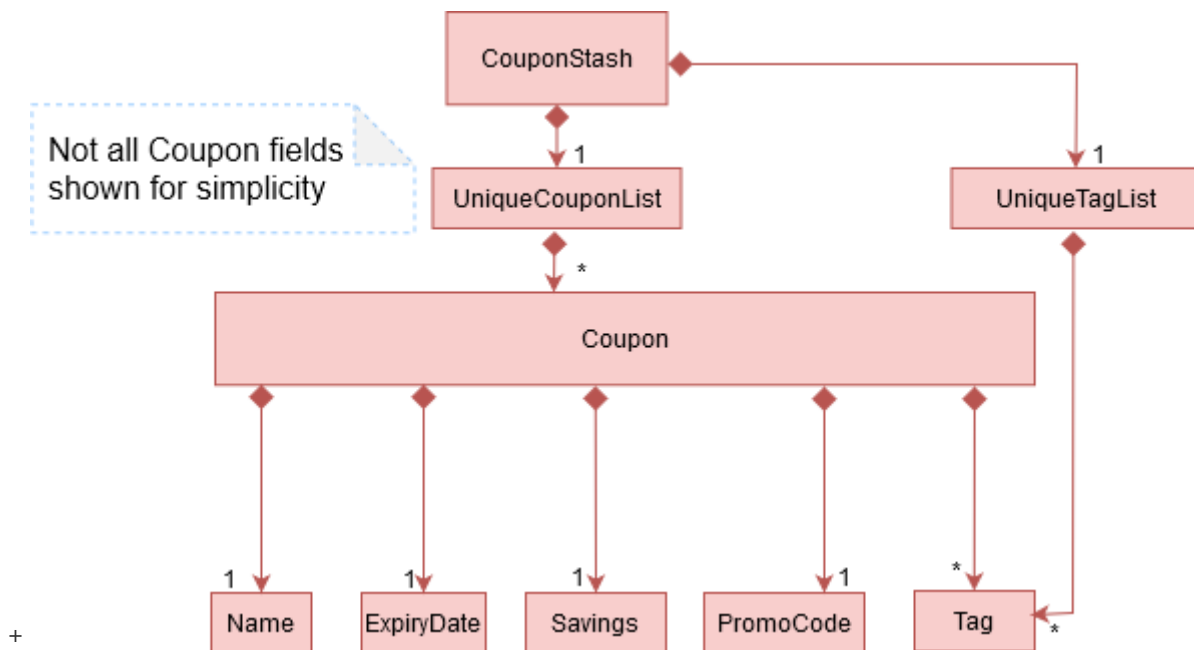 CouponStash
Not all Coupon fields
shown for simplicity
1
1
UniqueCouponList
UniqueTagList
*
Coupon
1
1
1
1
*
*
Name
ExpiryDate
Savings
PromoCode
Tag
+